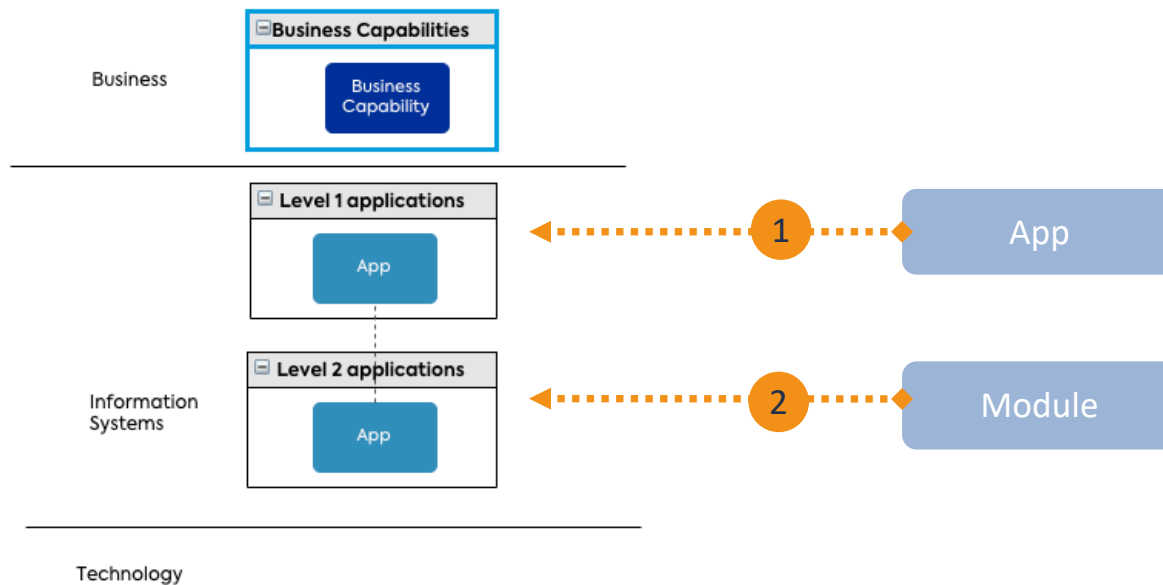 Business Capabilities
Business
Business
Capability
Level 1 applications
App
1
App
Level 2 applications
Information
Systems
App
2
Module
Technology